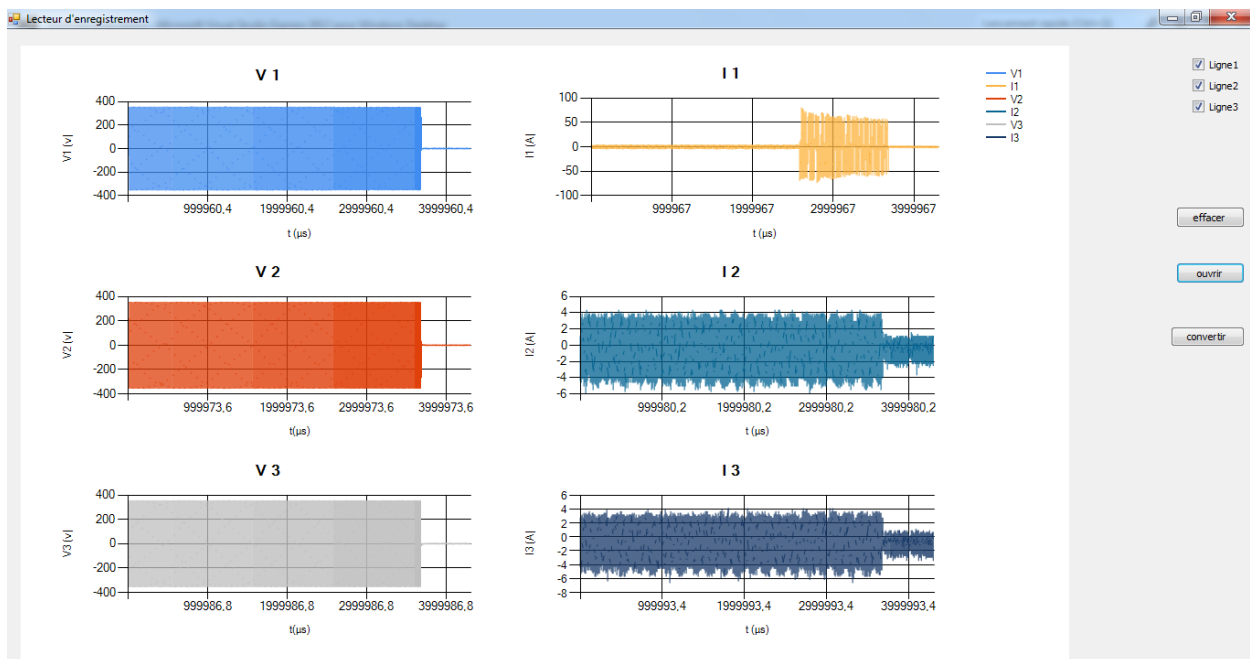 Lecteur d'enregistrement
V 1
400
200
0
-200
-400
V1 (v)
999960,4 1999960,4 2999960,4 3999960,4
t (µs)
I 1
100
50
0
-50
-100
I1 (A)
999967 1999967 2999967 3999967
t (µs)
V1
I1
V2
I2
V3
I3
Ligne1
Ligne2
Ligne3
effacer
ouvrir
convertir
V 2
400
200
0
-200
-400
V2 (v)
999973,6 1999973,6 2999973,6 3999973,6
t(µs)
I 2
6
4
2
0
-2
-4
-6
I2 (A)
999980,2 1999980,2 2999980,2 3999980,2
t (µs)
V 3
400
200
0
-200
-400
V3 (v)
999986,8 1999986,8 2999986,8 3999986,8
t(µs)
I 3
6
4
2
0
-2
-4
-6
-8
I3 (A)
999993,4 1999993,4 2999993,4 3999993,4
t (µs)